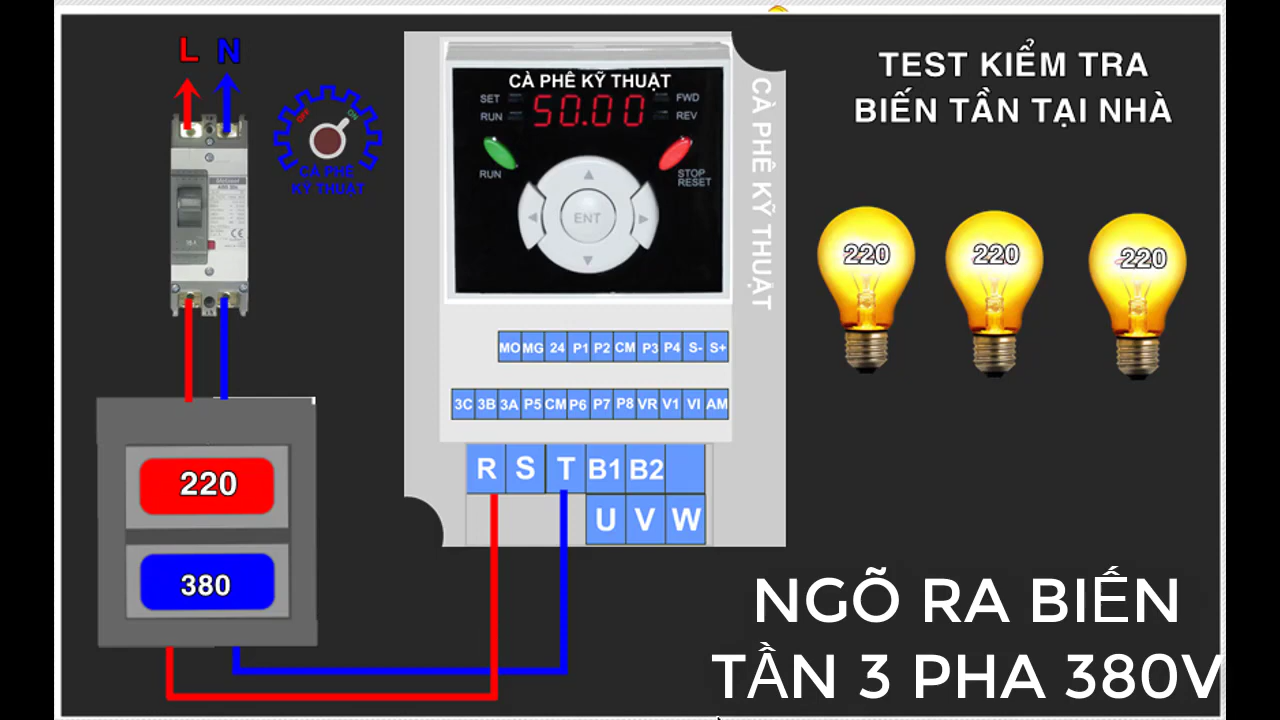 L N
OFF ON
CÀ PHÊ
KỸ THUẬT
CÀ PHÊ KỸ THUẬT
SET 50.00 FWD
RUN REV
RUN
STOP
RESET
ENT
CÀ PHÊ KỸ THUẬT
TEST KIỂM TRA
BIẾN TẦN TẠI NHÀ
220 220 220
MO MG 24 P1 P2 CM P3 P4 S- S+
3C 3B 3A P5 CM P6 P7 P8 VR V1 VI AM
R S T B1 B2
U V W
220
380
NGÕ RA BIẾN
TẦN 3 PHA 380V